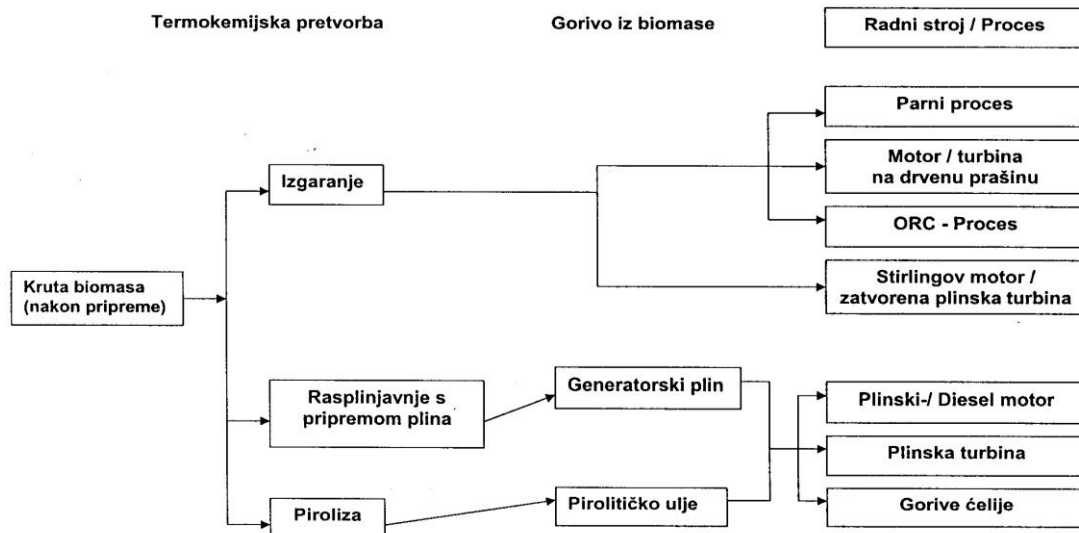 Termokemijska pretvorba
Gorivo iz biomase
Radni stroj / Proces
Parni proces
Izgaranje
Motor / turbina
na drvenu prašinu
ORC - Proces
Kruta biomasa
(nakon pripreme)
Stirlingov motor /
zatvorena plinska turbina
Rasplinjavnje s
pripremom plina
Generatorski plin
Plinski-/ Diesel motor
Plinska turbina
Piroliza
Pirolitičko ulje
Gorive ćelije